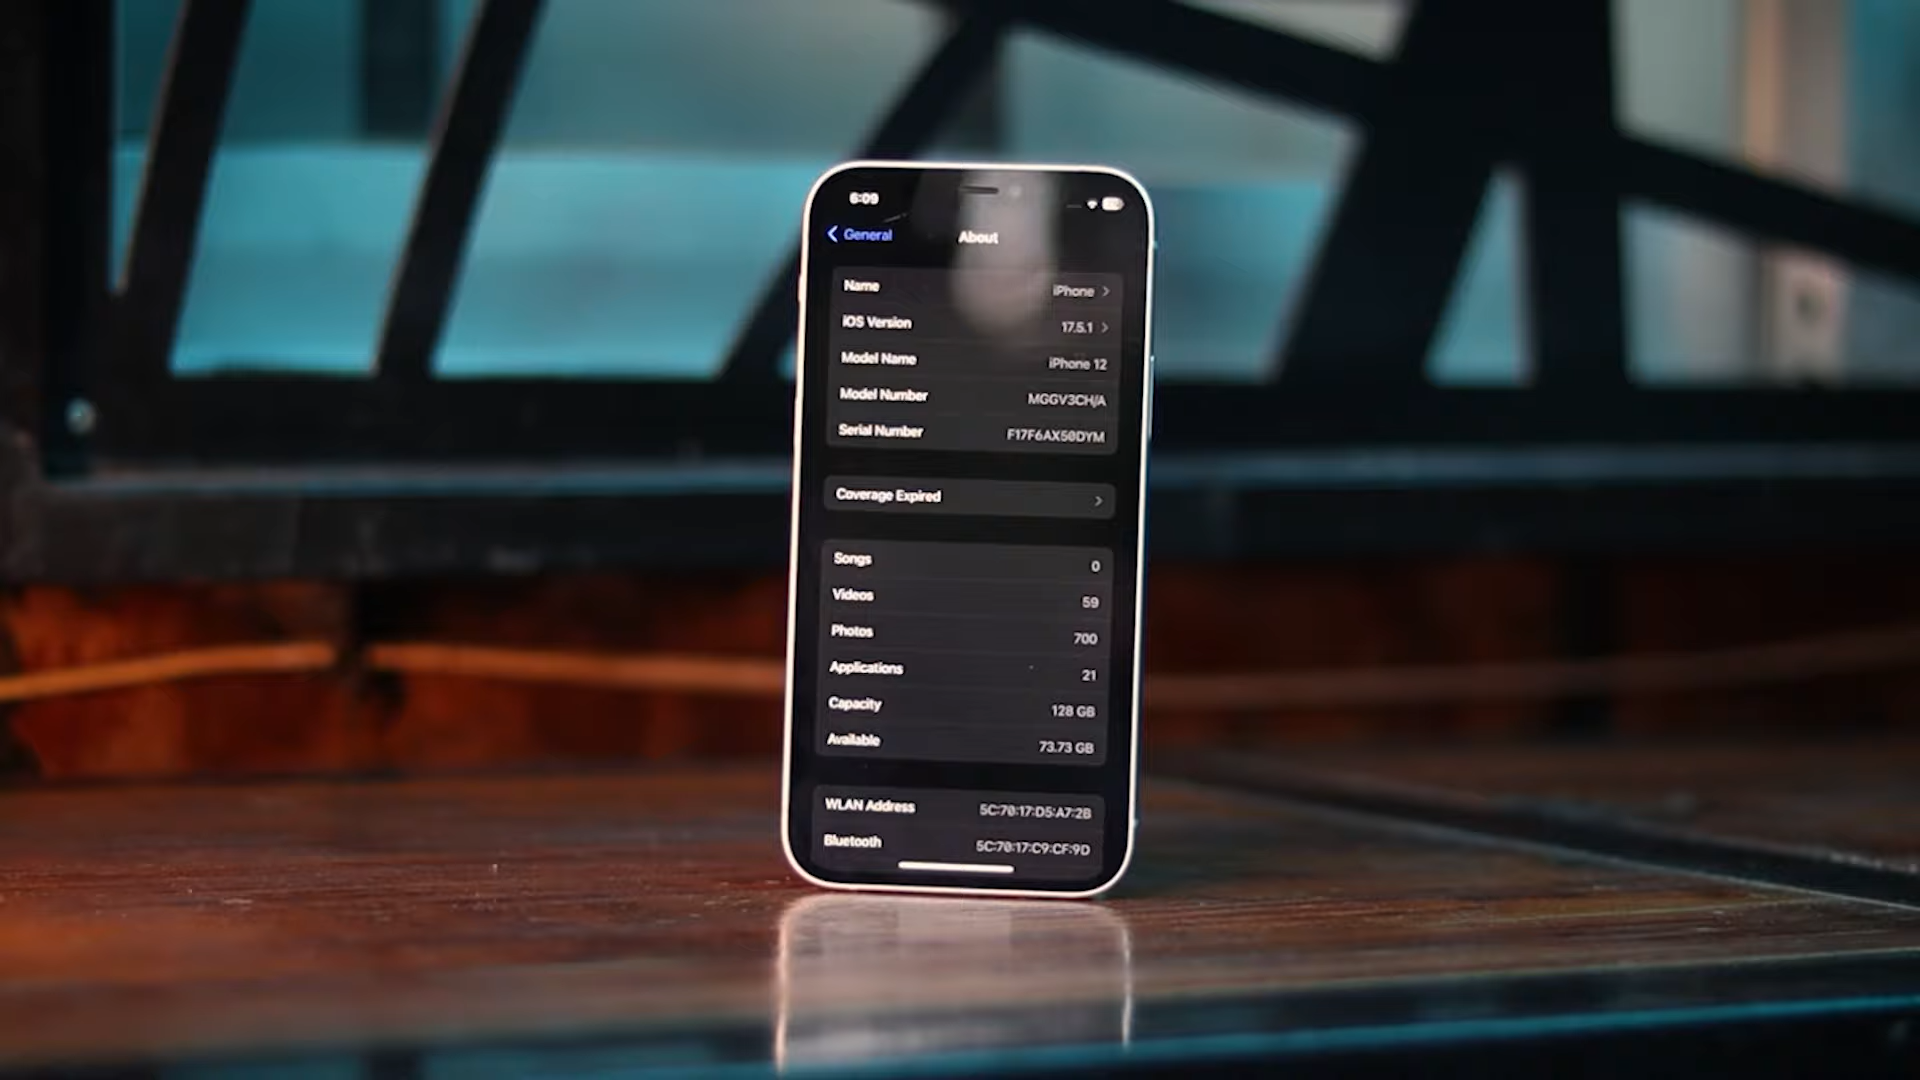 6:09
General About
Name iPhone
iOS Version 17.5.1
Model Name iPhone 12
Model Number MGGV3CH/A
Serial Number F17F6AX50DYM
Coverage Expired
Songs 0
Videos 59
Photos 700
Applications 21
Capacity 128 GB
Available 73.73 GB
WLAN Address 5C:70:17:D5:A7:2B
Bluetooth 5C:70:17:C9:CF:9D